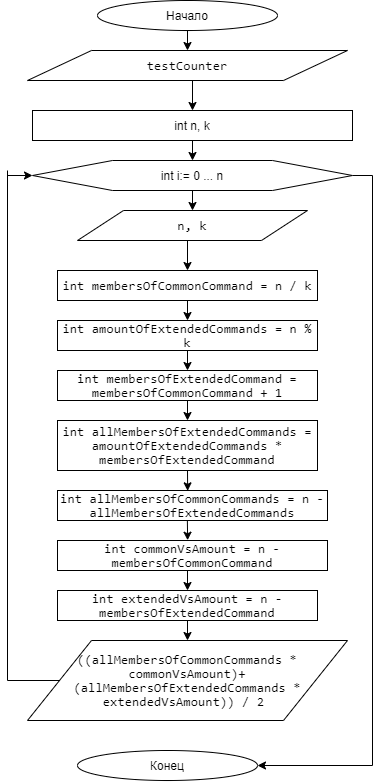 Начало
testCounter
int n, k
int i:= 0 ... n
n, k
int membersOfCommonCommand = n / k
int amountOfExtendedCommands = n %
k
int membersOfExtendedCommand =
membersOfCommonCommand + 1
int allMembersOfExtendedCommands =
amountOfExtendedCommands *
membersOfExtendedCommand
int allMembersOfCommonCommands = n -
allMembersOfExtendedCommands
int commonVsAmount = n -
membersOfCommonCommand
int extendedVsAmount = n -
membersOfExtendedCommand
((allMembersOfCommonCommands *
commonVsAmount)+
(allMembersOfExtendedCommands *
extendedVsAmount)) / 2
Конец